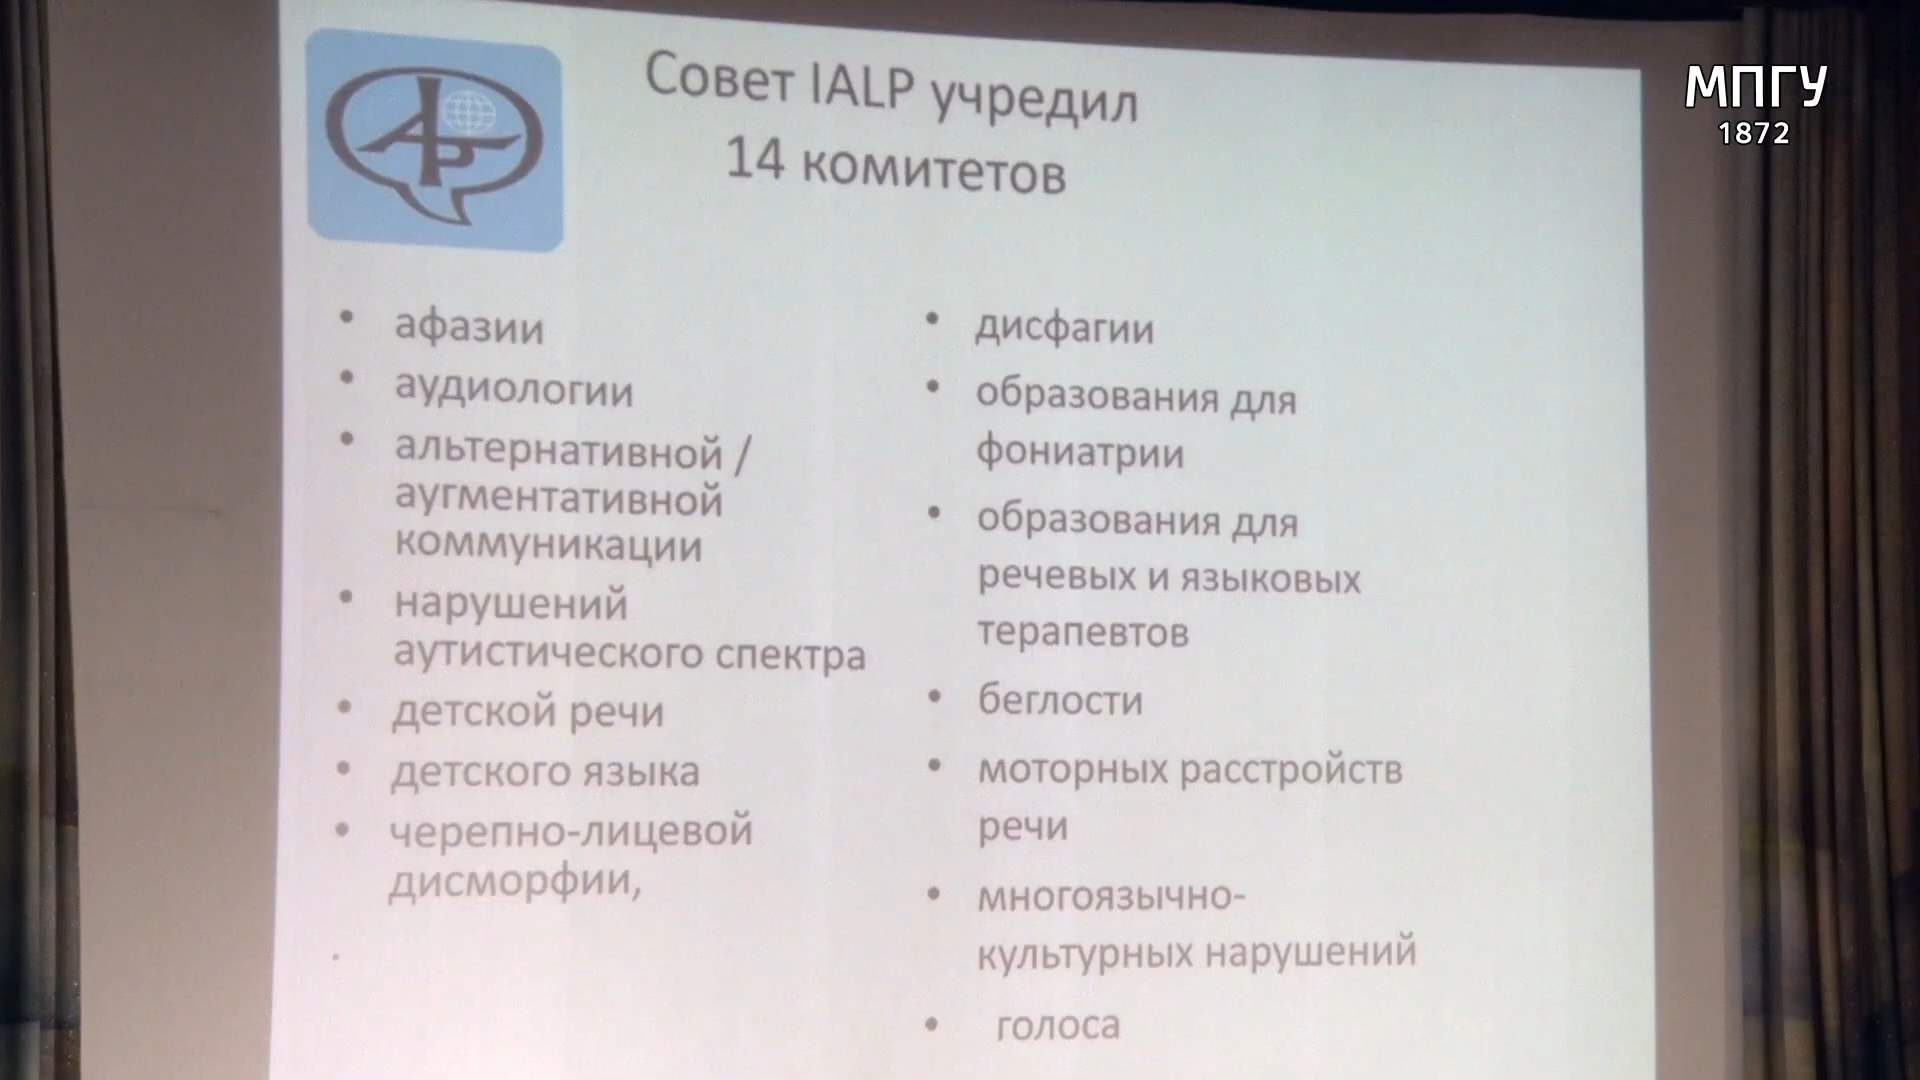 Совет IALP учредил
14 комитетов
МПГУ
1872
• афазии
• аудиологии
• альтернативной /
аугментативной
коммуникации
• нарушений
аутистического спектра
• детской речи
• детского языка
• черепно-лицевой
дисморфии,
• дисфагии
• образования для
фониатрии
• образования для
речевых и языковых
терапевтов
• беглости
• моторных расстройств
речи
• многоязычно-
культурных нарушений
• голоса